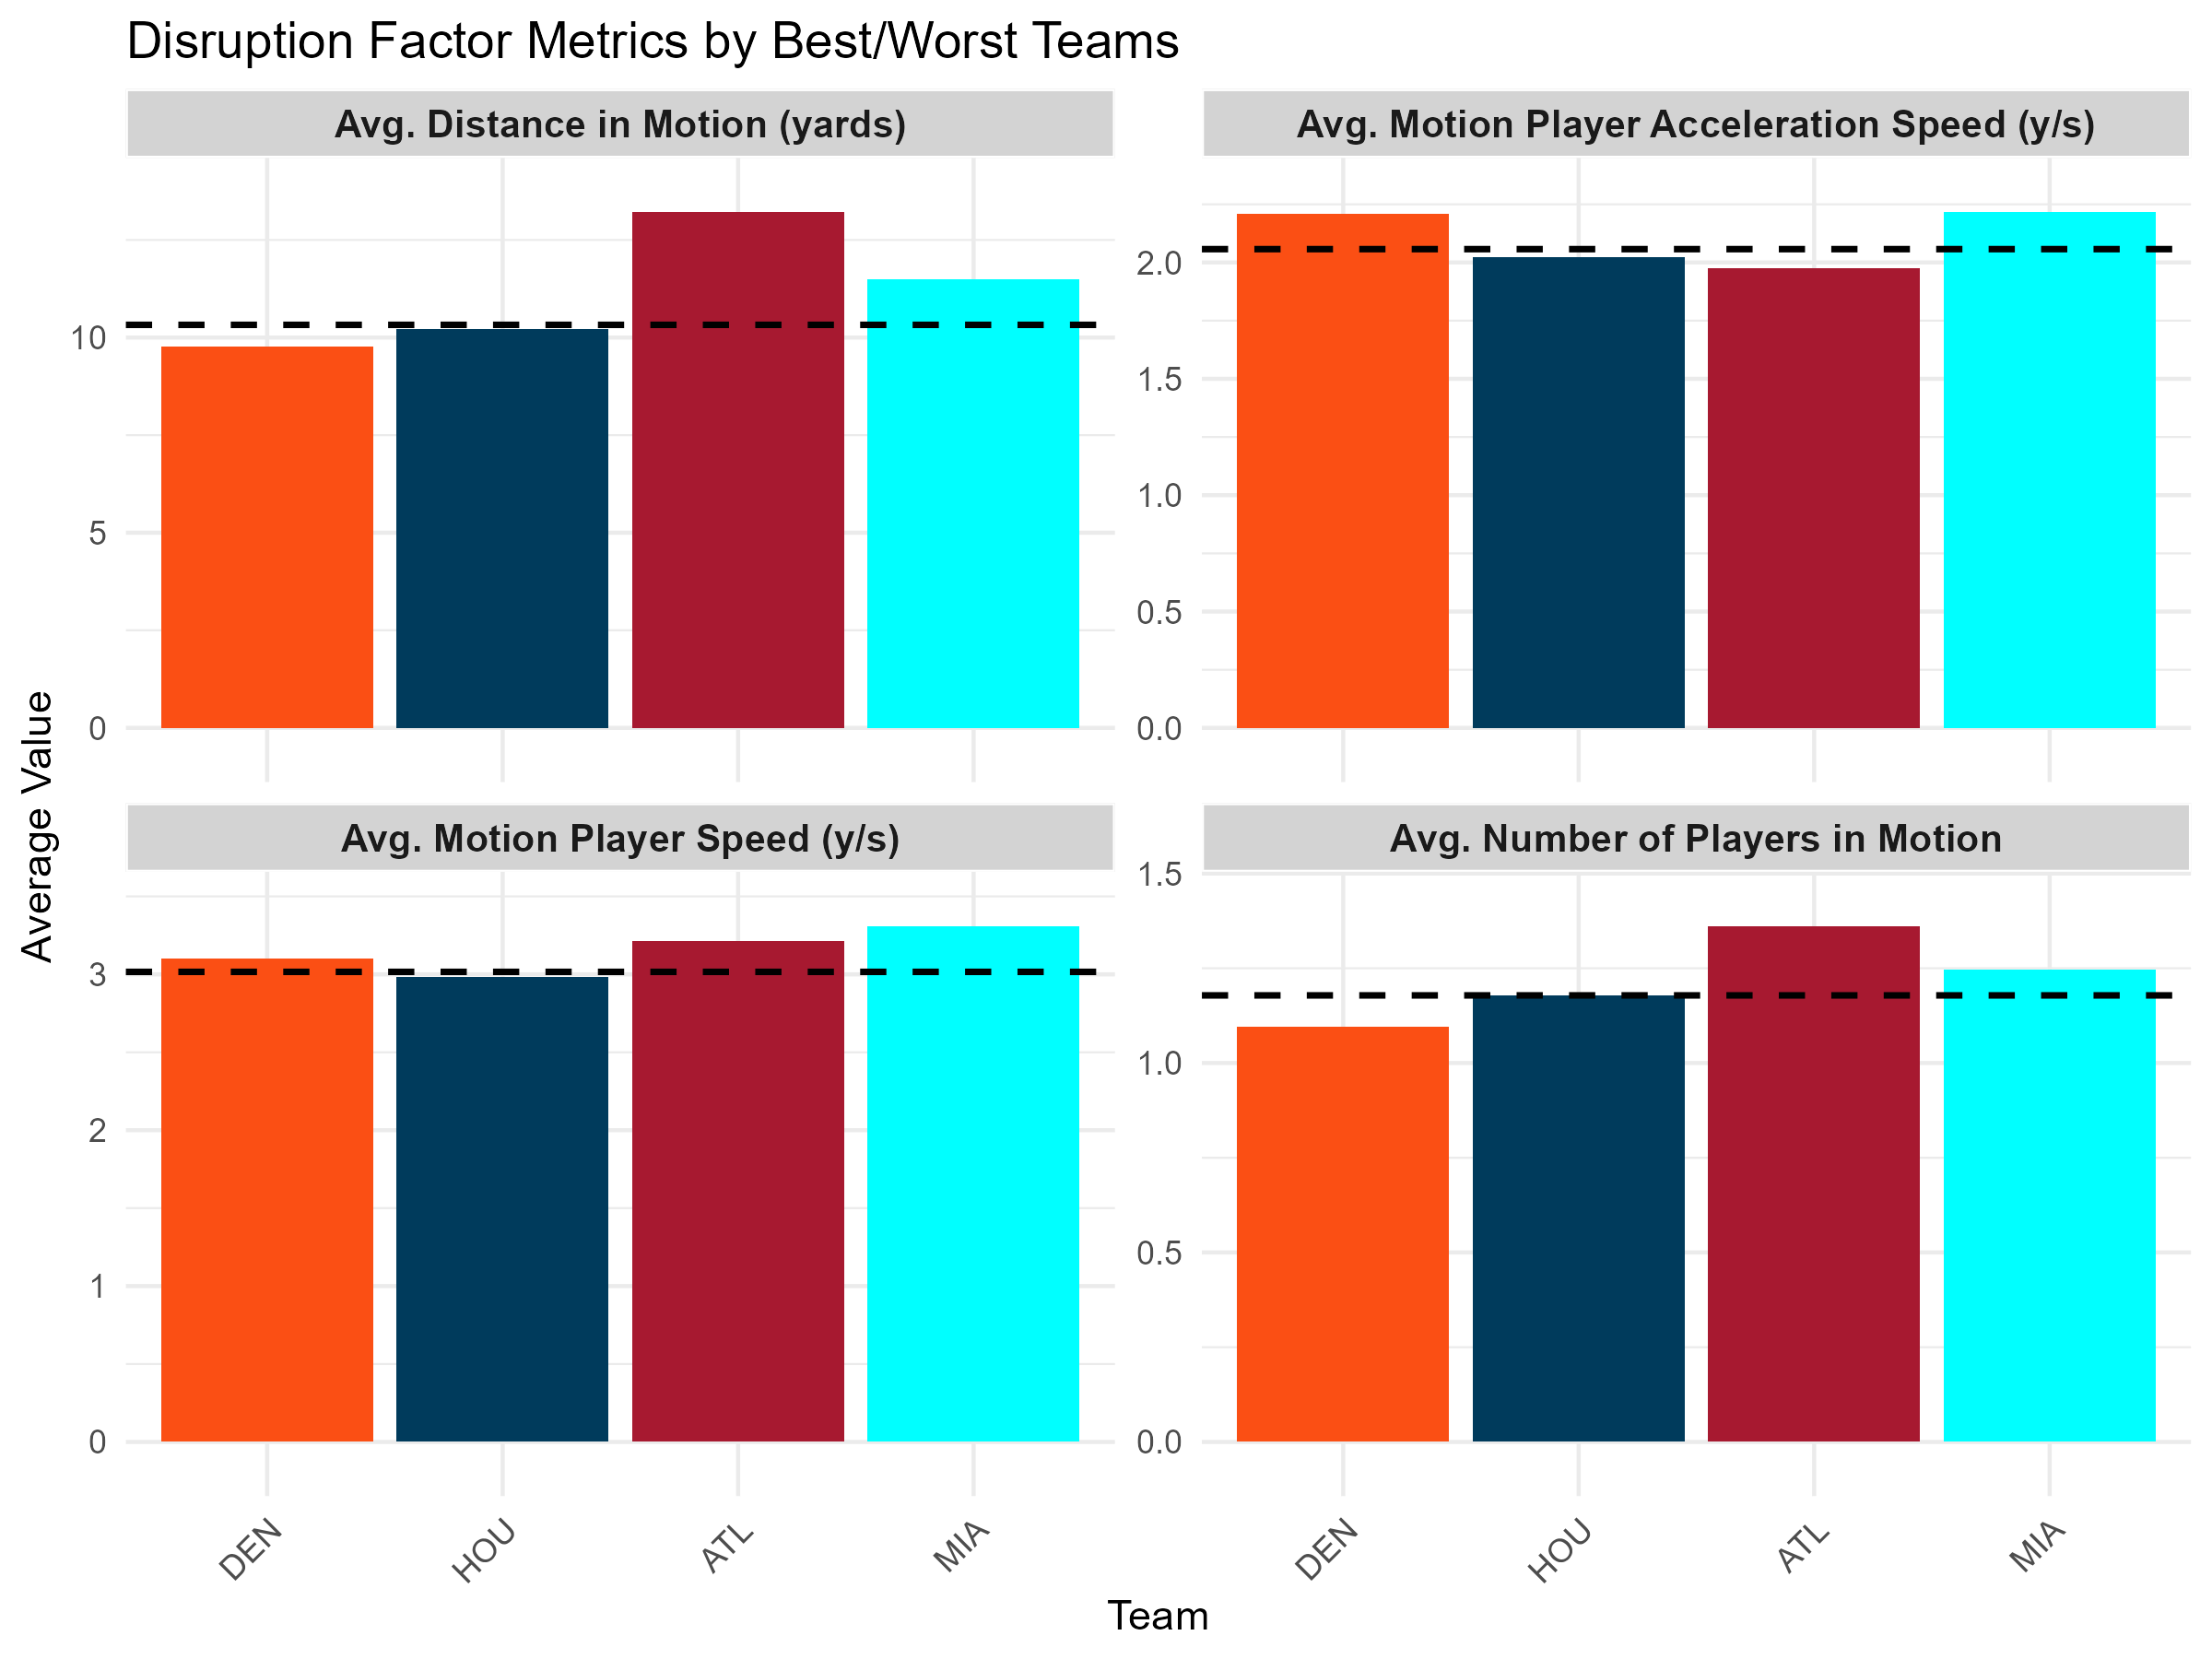 Disruption Factor Metrics by Best/Worst Teams
Avg. Distance in Motion (yards)
10
5
0
Avg. Motion Player Acceleration Speed (y/s)
2.0
1.5
1.0
0.5
0.0
Average Value
Avg. Motion Player Speed (y/s)
3
2
1
0
DEN
HOU
ATL
MIA
Avg. Number of Players in Motion
1.5
1.0
0.5
0.0
DEN
HOU
ATL
MIA
Team